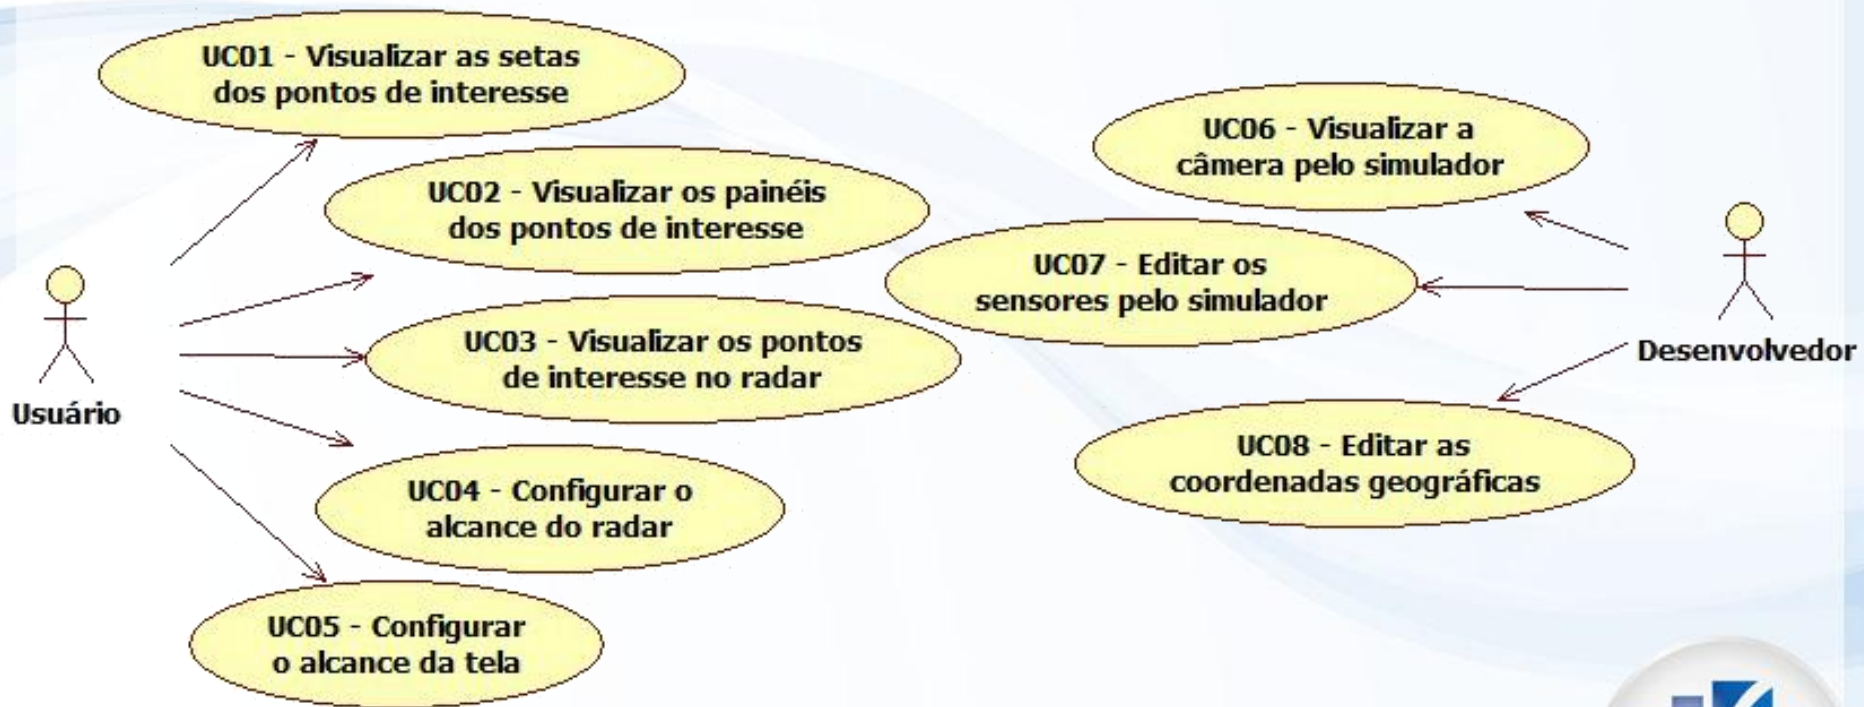 UC01 - Visualizar as setas
dos pontos de interesse
UC02 - Visualizar os painéis
dos pontos de interesse
UC03 - Visualizar os pontos
de interesse no radar
UC04 - Configurar o
alcance do radar
UC05 - Configurar
o alcance da tela
Usuário
UC06 - Visualizar a
câmera pelo simulador
UC07 - Editar os
sensores pelo simulador
UC08 - Editar as
coordenadas geográficas
Desenvolvedor